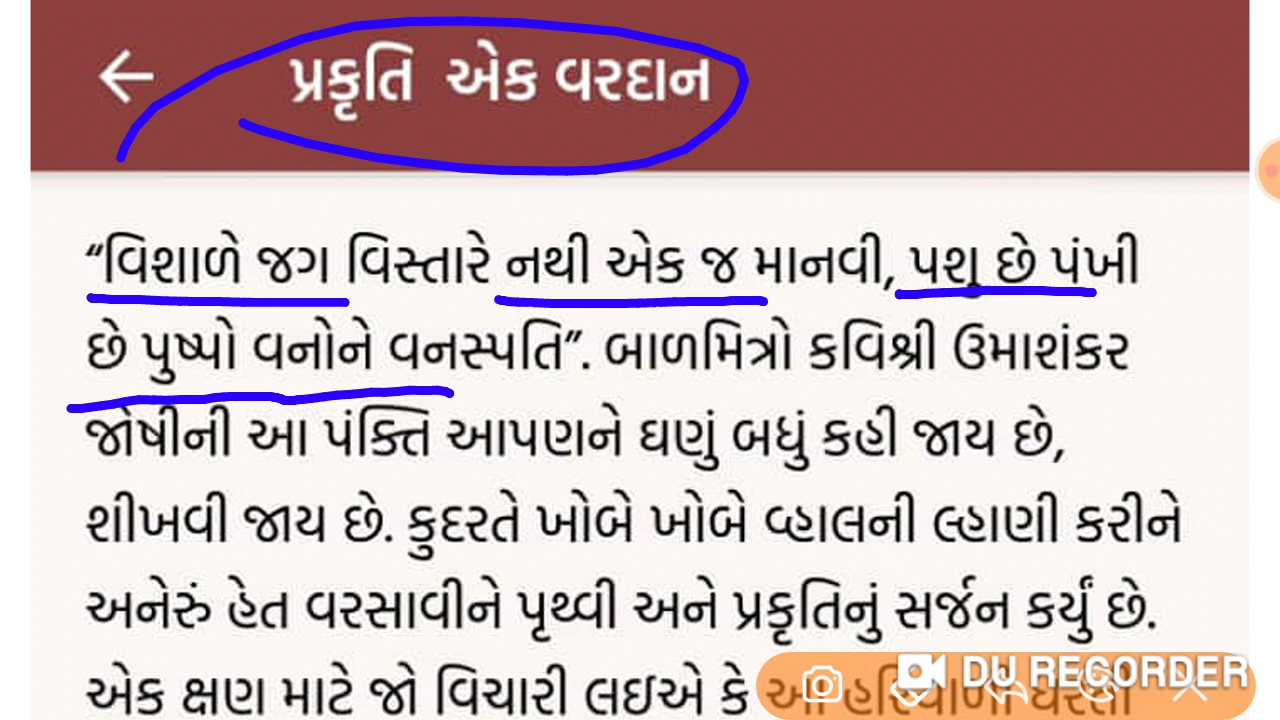 પ્રકૃતિ એક વરદાન
“વિશાળે જગ વિસ્તારે નથી એક જ માનવી, પશુ છે પંખી
છે પુષ્પો વનોને વનસ્પતિ”. બાળમિત્રો કવિશ્રી ઉમાશંકર
જોષીની આ પંક્તિ આપણને ઘણું બધું કહી જાય છે,
શીખવી જાય છે. કુદરતે ખોબે ખોબે વ્હાલની લ્હાણી કરીને
અનેરું હેત વરસાવીને પૃથ્વી અને પ્રકૃતિનું સર્જન કર્યું છે.
એક ક્ષણ માટે જો વિચારી લઇએ કે આ
DU RECORDER